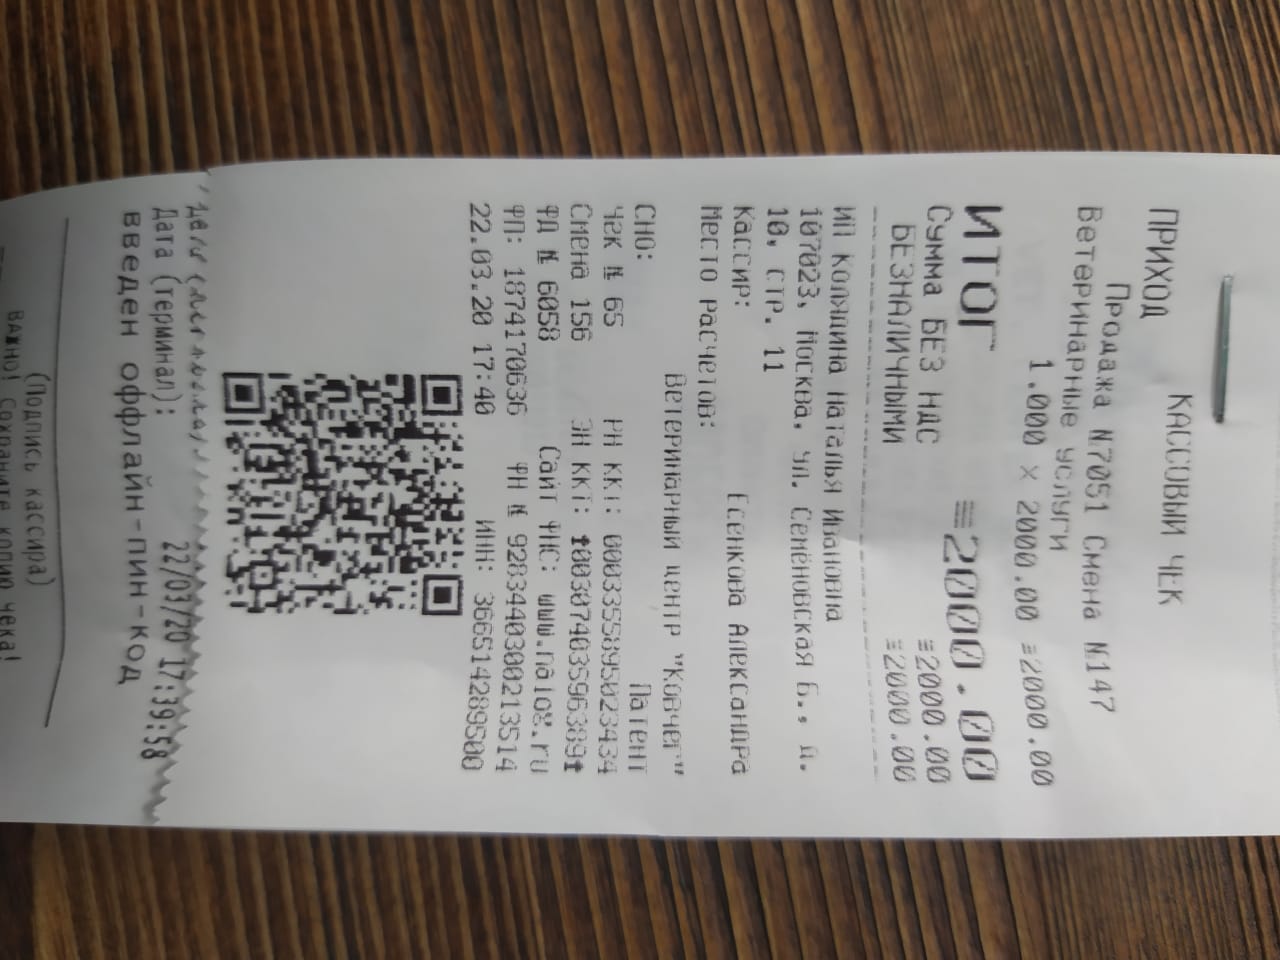 КАССОВЫЙ ЧЕК
ПРИХОД
Продажа №7051 Смена №147
Ветеринарные услуги
1.000 × 2000.00 ≡2000.00
ИТОГ ≡2000.00
Сумма БЕЗ НДС ≡2000.00
БЕЗНАЛИЧНЫМИ ≡2000.00
ИП Колядина Наталья Ивановна
107023, Москва, ул. Семёновская Б., д.
10, стр. 11
Кассир: Есенкова Александра
Место расчетов:
Ветеринарный центр "Ковчег"
СНО: Патент
Чек № 65 РН ККТ: 0003355895023434
Смена 156 ЗН ККТ: 00307403596389
ФД № 6058 Сайт ФНС: www.nalog.ru
ФП: 1874170636 ФН № 9283440300213514
22.03.20 17:40 ИНН: 366514289500
Дата (терминал): 22/03/20 17:39:58
введен оффлайн-пин-код
(Подпись кассира)
ВАЖНО! Сохраните копию чека!